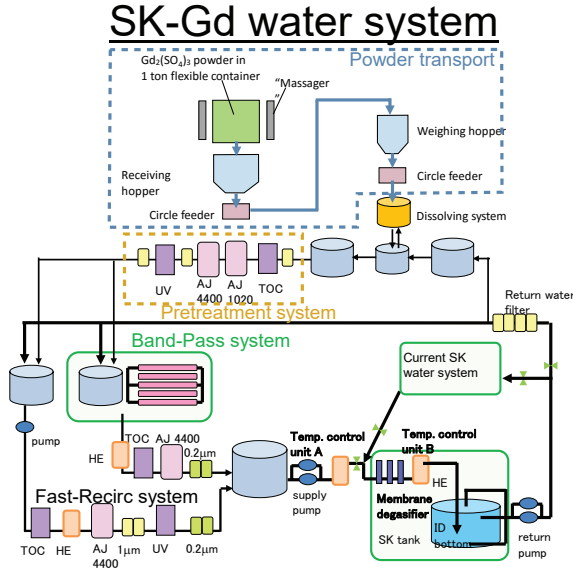 SK-Gd water system
Gd₂(SO₄)₃ powder in
1 ton flexible container
“Massager
”
Powder transport
Weighing hopper
Receiving
hopper
Circle feeder
Circle feeder
Dissolving system
UV
AJ
4400
AJ
1020
TOC
Pretreatment system
Return water
filter
Band-Pass system
Current SK
water system
pump
HE
TOC
AJ 4400
0.2μm
Temp. control
unit A
Temp. control
unit B
supply
pump
HE
Membrane
degasifier
SK tank
ID
bottom
return
pump
Fast-Recirc system
TOC
HE
AJ
4400
1μm
UV
0.2μm